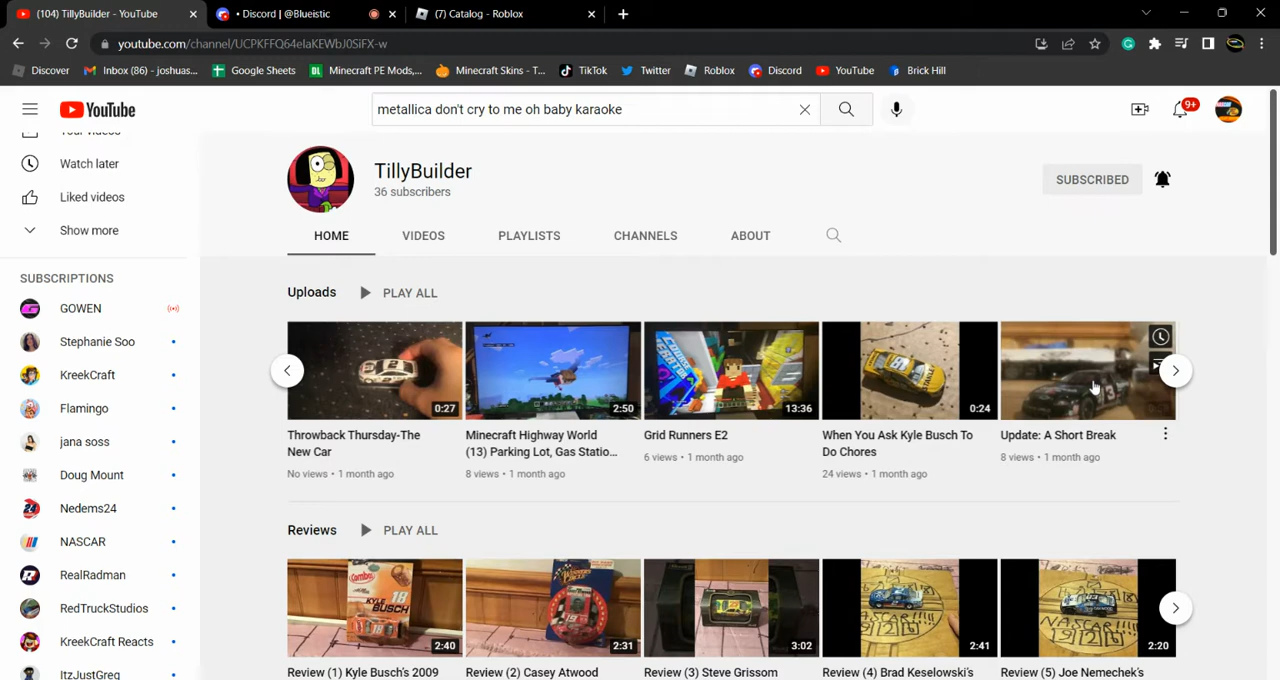 (104) TillyBuilder - YouTube
• Discord | @Blueistic
(7) Catalog - Roblox
youtube.com/channel/UCPKFFQ64elaKEWbJ0SiFX-w
Discover
Inbox (86) - joshuas...
Google Sheets
Minecraft PE Mods,...
Minecraft Skins - T...
TikTok
Twitter
Roblox
Discord
YouTube
Brick Hill
YouTube
metallica don't cry to me oh baby karaoke
9+
Your videos
Watch later
Liked videos
Show more
SUBSCRIPTIONS
GOWEN
Stephanie Soo
KreekCraft
Flamingo
jana soss
Doug Mount
Nedems24
NASCAR
RealRadman
RedTruckStudios
KreekCraft Reacts
ItzJustGreg
TillyBuilder
36 subscribers
SUBSCRIBED
HOME
VIDEOS
PLAYLISTS
CHANNELS
ABOUT
Uploads
PLAY ALL
0:27
2:50
13:36
0:24
Throwback Thursday-The
New Car
No views • 1 month ago
Minecraft Highway World
(13) Parking Lot, Gas Statio...
8 views • 1 month ago
Grid Runners E2
6 views • 1 month ago
When You Ask Kyle Busch To
Do Chores
24 views • 1 month ago
Update: A Short Break
8 views • 1 month ago
Reviews
PLAY ALL
2:40
2:31
3:02
2:41
2:20
Review (1) Kyle Busch's 2009
Review (2) Casey Atwood
Review (3) Steve Grissom
Review (4) Brad Keselowski's
Review (5) Joe Nemechek's